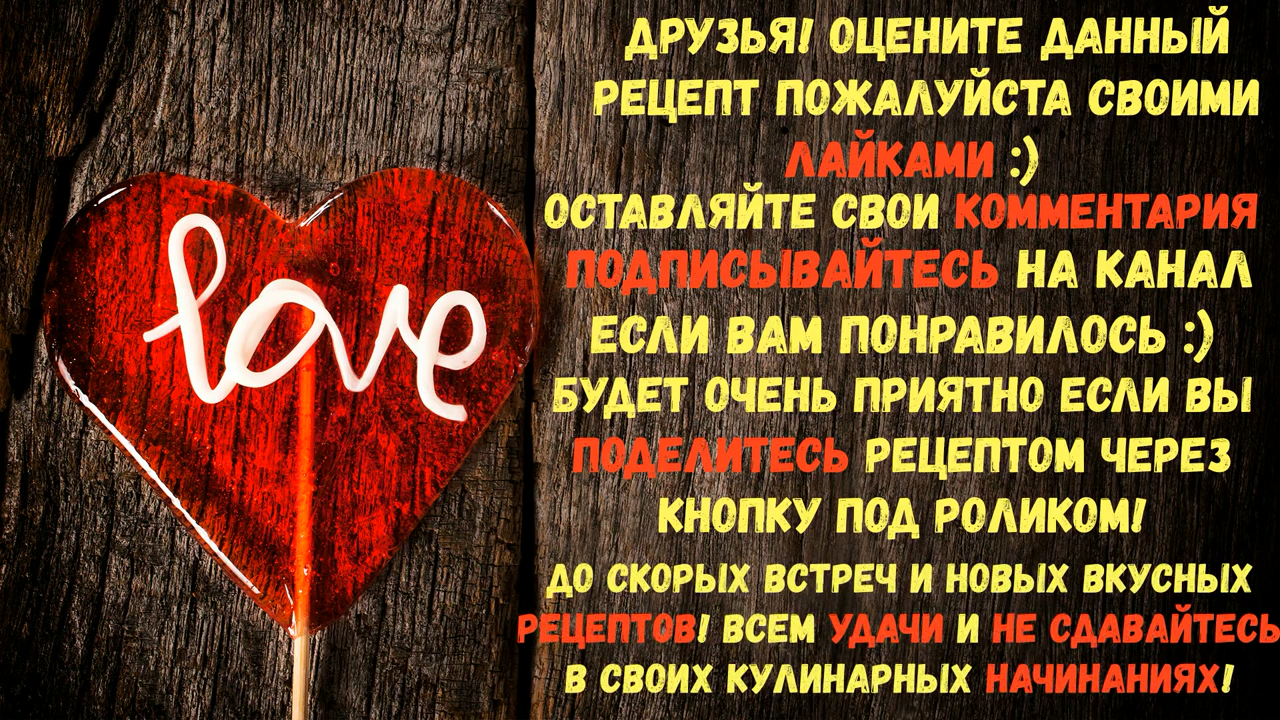 love
ДРУЗЬЯ! ОЦЕНИТЕ ДАННЫЙ
РЕЦЕПТ ПОЖАЛУЙСТА СВОИМИ
ЛАЙКАМИ :)
ОСТАВЛЯЙТЕ СВОИ КОММЕНТАРИЯ
ПОДПИСЫВАЙТЕСЬ НА КАНАЛ
ЕСЛИ ВАМ ПОНРАВИЛОСЬ :)
БУДЕТ ОЧЕНЬ ПРИЯТНО ЕСЛИ ВЫ
ПОДЕЛИТЕСЬ РЕЦЕПТОМ ЧЕРЕЗ
КНОПКУ ПОД РОЛИКОМ!
ДО СКОРЫХ ВСТРЕЧ И НОВЫХ ВКУСНЫХ
РЕЦЕПТОВ! ВСЕМ УДАЧИ И НЕ СДАВАЙТЕСЬ
В СВОИХ КУЛИНАРНЫХ НАЧИНАНИЯХ!